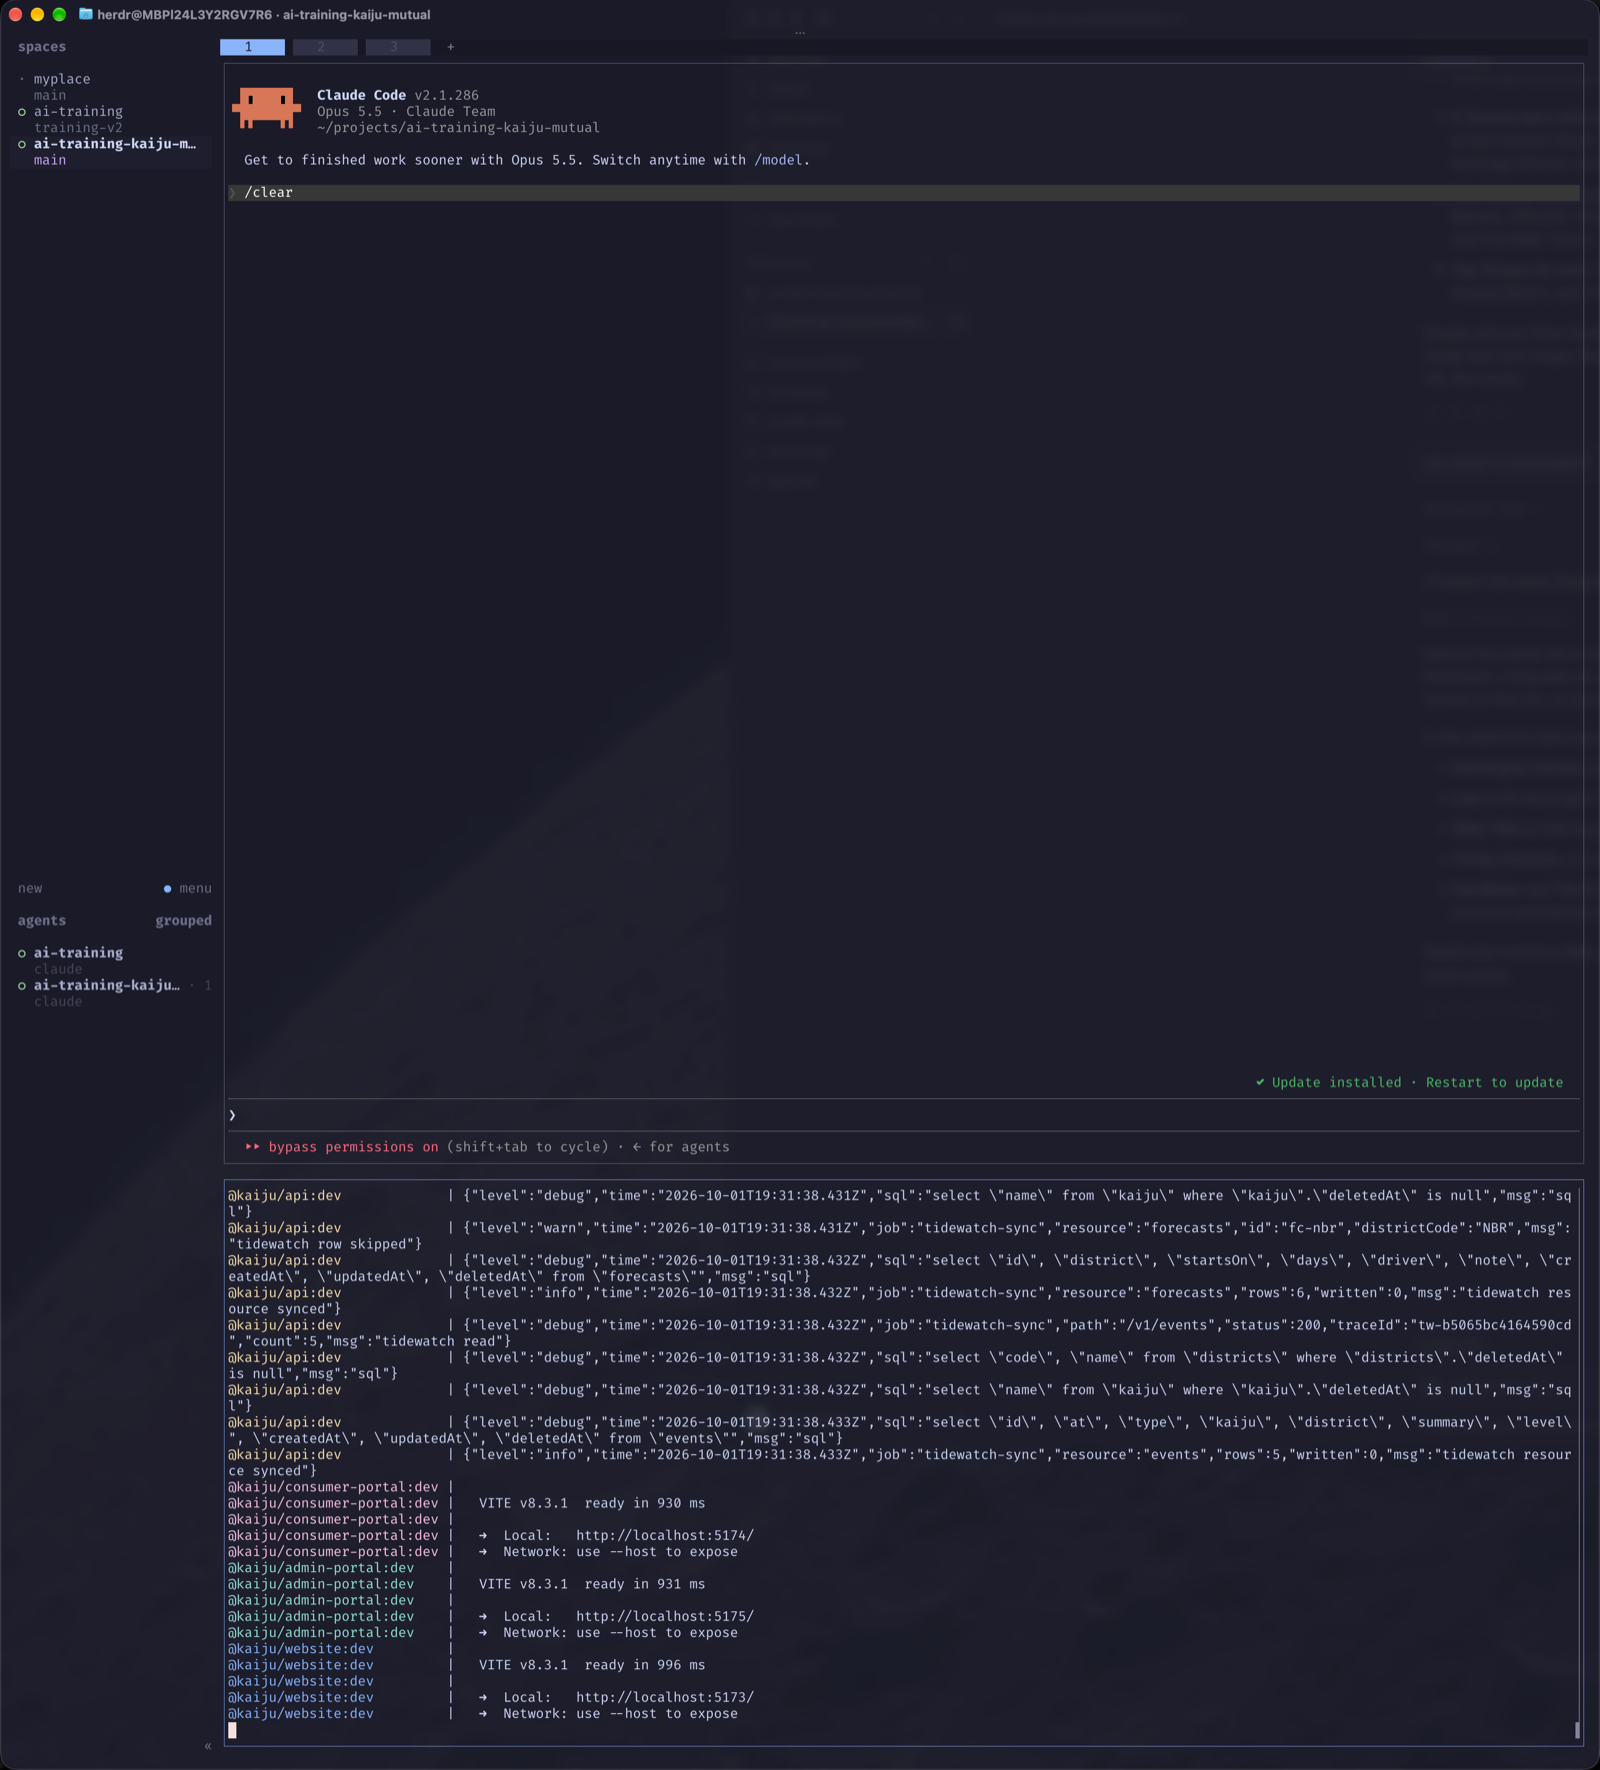 herdr@MBPl24L3Y2RGV7R6 · ai-training-kaiju-mutual
…
spaces
· myplace
main
ai-training
training-v2
ai-training-kaiju-m…
main
new
menu
agents
grouped
ai-training
claude
ai-training-kaiju… · 1
claude
«
1 2 3 +
Claude Code v2.1.286
Opus 5.5 · Claude Team
~/projects/ai-training-kaiju-mutual
Get to finished work sooner with Opus 5.5. Switch anytime with /model.
❯ /clear
✔ Update installed · Restart to update
❯
⏵⏵ bypass permissions on (shift+tab to cycle) · ← for agents
@kaiju/api:dev | {"level":"debug","time":"2026-10-01T19:31:38.431Z","sql":"select \"name\" from \"kaiju\" where \"kaiju\".\"deletedAt\" is null","msg":"sq
l"}
@kaiju/api:dev | {"level":"warn","time":"2026-10-01T19:31:38.431Z","job":"tidewatch-sync","resource":"forecasts","id":"fc-nbr","districtCode":"NBR","msg":
"tidewatch row skipped"}
@kaiju/api:dev | {"level":"debug","time":"2026-10-01T19:31:38.432Z","sql":"select \"id\", \"district\", \"startsOn\", \"days\", \"driver\", \"note\", \"cr
eatedAt\", \"updatedAt\", \"deletedAt\" from \"forecasts\"","msg":"sql"}
@kaiju/api:dev | {"level":"info","time":"2026-10-01T19:31:38.432Z","job":"tidewatch-sync","resource":"forecasts","rows":6,"written":0,"msg":"tidewatch res
ource synced"}
@kaiju/api:dev | {"level":"debug","time":"2026-10-01T19:31:38.432Z","job":"tidewatch-sync","path":"/v1/events","status":200,"traceId":"tw-b5065bc4164590cd
","count":5,"msg":"tidewatch read"}
@kaiju/api:dev | {"level":"debug","time":"2026-10-01T19:31:38.432Z","sql":"select \"code\", \"name\" from \"districts\" where \"districts\".\"deletedAt\"
is null","msg":"sql"}
@kaiju/api:dev | {"level":"debug","time":"2026-10-01T19:31:38.432Z","sql":"select \"name\" from \"kaiju\" where \"kaiju\".\"deletedAt\" is null","msg":"sq
l"}
@kaiju/api:dev | {"level":"debug","time":"2026-10-01T19:31:38.433Z","sql":"select \"id\", \"at\", \"type\", \"kaiju\", \"district\", \"summary\", \"level\
", \"createdAt\", \"updatedAt\", \"deletedAt\" from \"events\"","msg":"sql"}
@kaiju/api:dev | {"level":"info","time":"2026-10-01T19:31:38.433Z","job":"tidewatch-sync","resource":"events","rows":5,"written":0,"msg":"tidewatch resour
ce synced"}
@kaiju/consumer-portal:dev |
@kaiju/consumer-portal:dev | VITE v8.3.1 ready in 930 ms
@kaiju/consumer-portal:dev |
@kaiju/consumer-portal:dev | ➜ Local: http://localhost:5174/
@kaiju/consumer-portal:dev | ➜ Network: use --host to expose
@kaiju/admin-portal:dev |
@kaiju/admin-portal:dev | VITE v8.3.1 ready in 931 ms
@kaiju/admin-portal:dev |
@kaiju/admin-portal:dev | ➜ Local: http://localhost:5175/
@kaiju/admin-portal:dev | ➜ Network: use --host to expose
@kaiju/website:dev |
@kaiju/website:dev | VITE v8.3.1 ready in 996 ms
@kaiju/website:dev |
@kaiju/website:dev | ➜ Local: http://localhost:5173/
@kaiju/website:dev | ➜ Network: use --host to expose